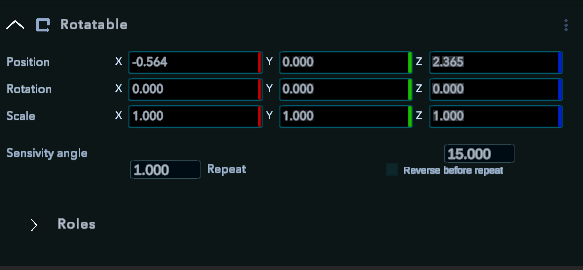 Rotatable
Position X -0.564 Y 0.000 Z 2.365
Rotation X 0.000 Y 0.000 Z 0.000
Scale X 1.000 Y 1.000 Z 1.000
Sensivity angle 15.000
1.000 Repeat Reverse before repeat
Roles